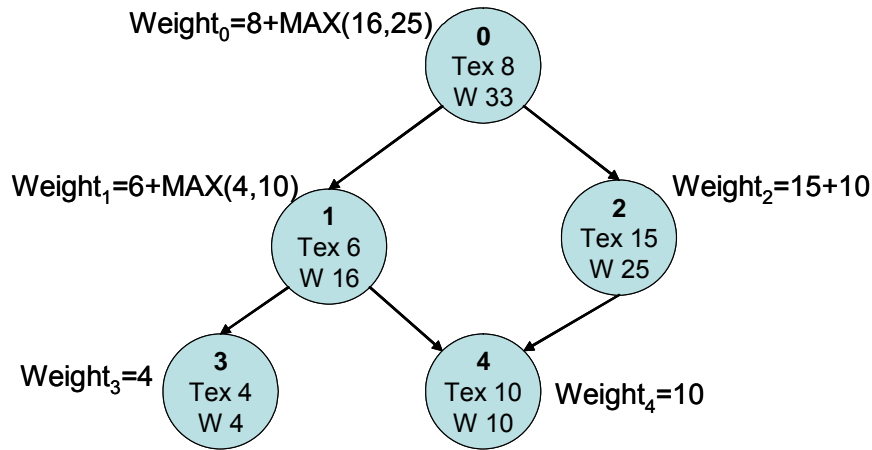 Weight₀=8+MAX(16,25)
0
Tex 8
W 33
Weight₁=6+MAX(4,10)
1
Tex 6
W 16
2
Tex 15
W 25
Weight₂=15+10
Weight₃=4
3
Tex 4
W 4
4
Tex 10
W 10
Weight₄=10